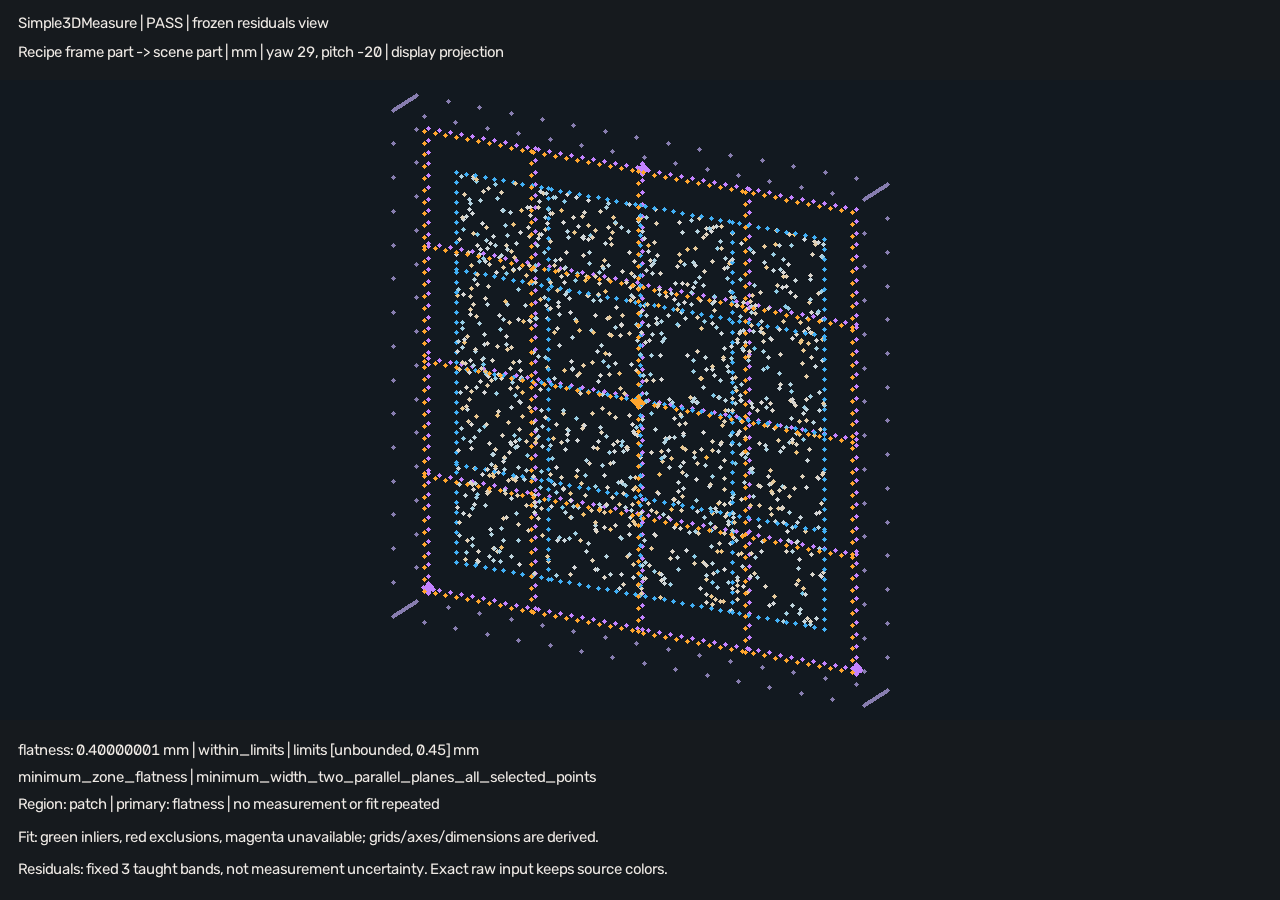 Simple3DMeasure | PASS | frozen residuals view
Recipe frame part -> scene part | mm | yaw 29, pitch -20 | display projection
flatness: 0.40000001 mm | within_limits | limits [unbounded, 0.45] mm
minimum_zone_flatness | minimum_width_two_parallel_planes_all_selected_points
Region: patch | primary: flatness | no measurement or fit repeated
Fit: green inliers, red exclusions, magenta unavailable; grids/axes/dimensions are derived.
Residuals: fixed 3 taught bands, not measurement uncertainty. Exact raw input keeps source colors.